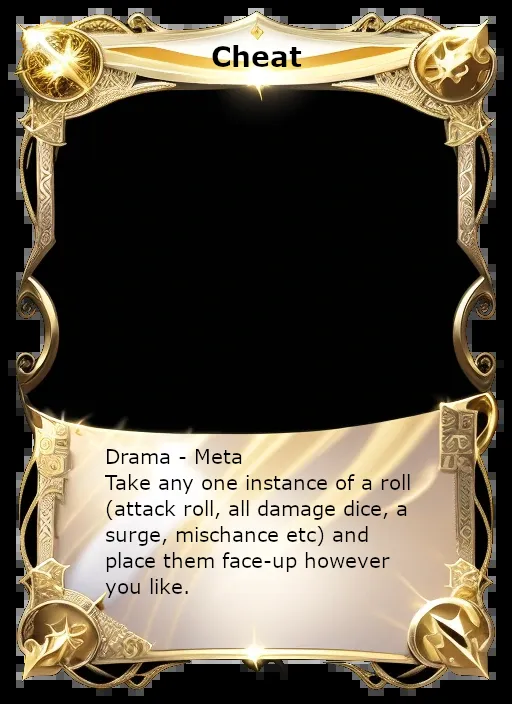 Cheat
Drama - Meta
Take any one instance of a roll
(attack roll, all damage dice, a
surge, mischance etc) and
place them face-up however
you like.